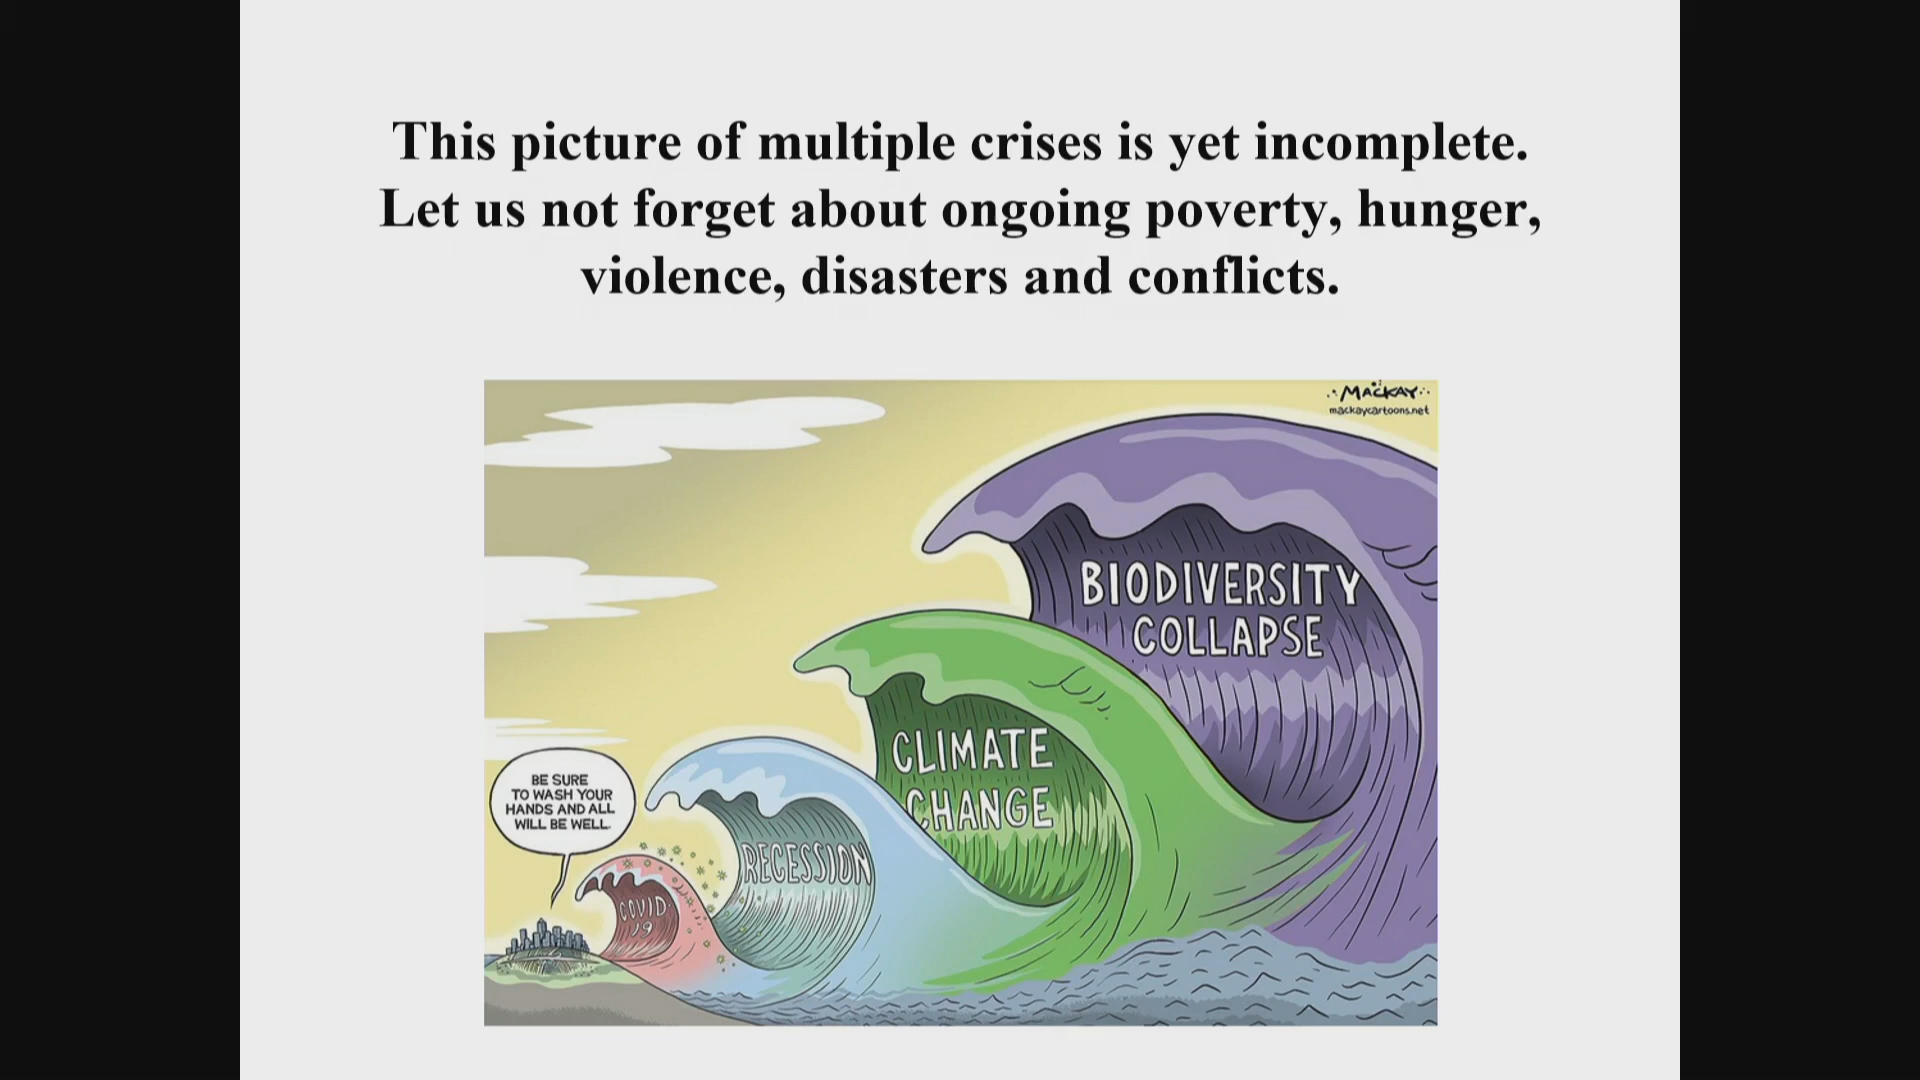 This picture of multiple crises is yet incomplete.
Let us not forget about ongoing poverty, hunger,
violence, disasters and conflicts.
MACKAY
mackaycartoons.net
BIODIVERSITY
COLLAPSE
CLIMATE
CHANGE
BE SURE
TO WASH YOUR
HANDS AND ALL
WILL BE WELL.
RECESSION
COVID
19